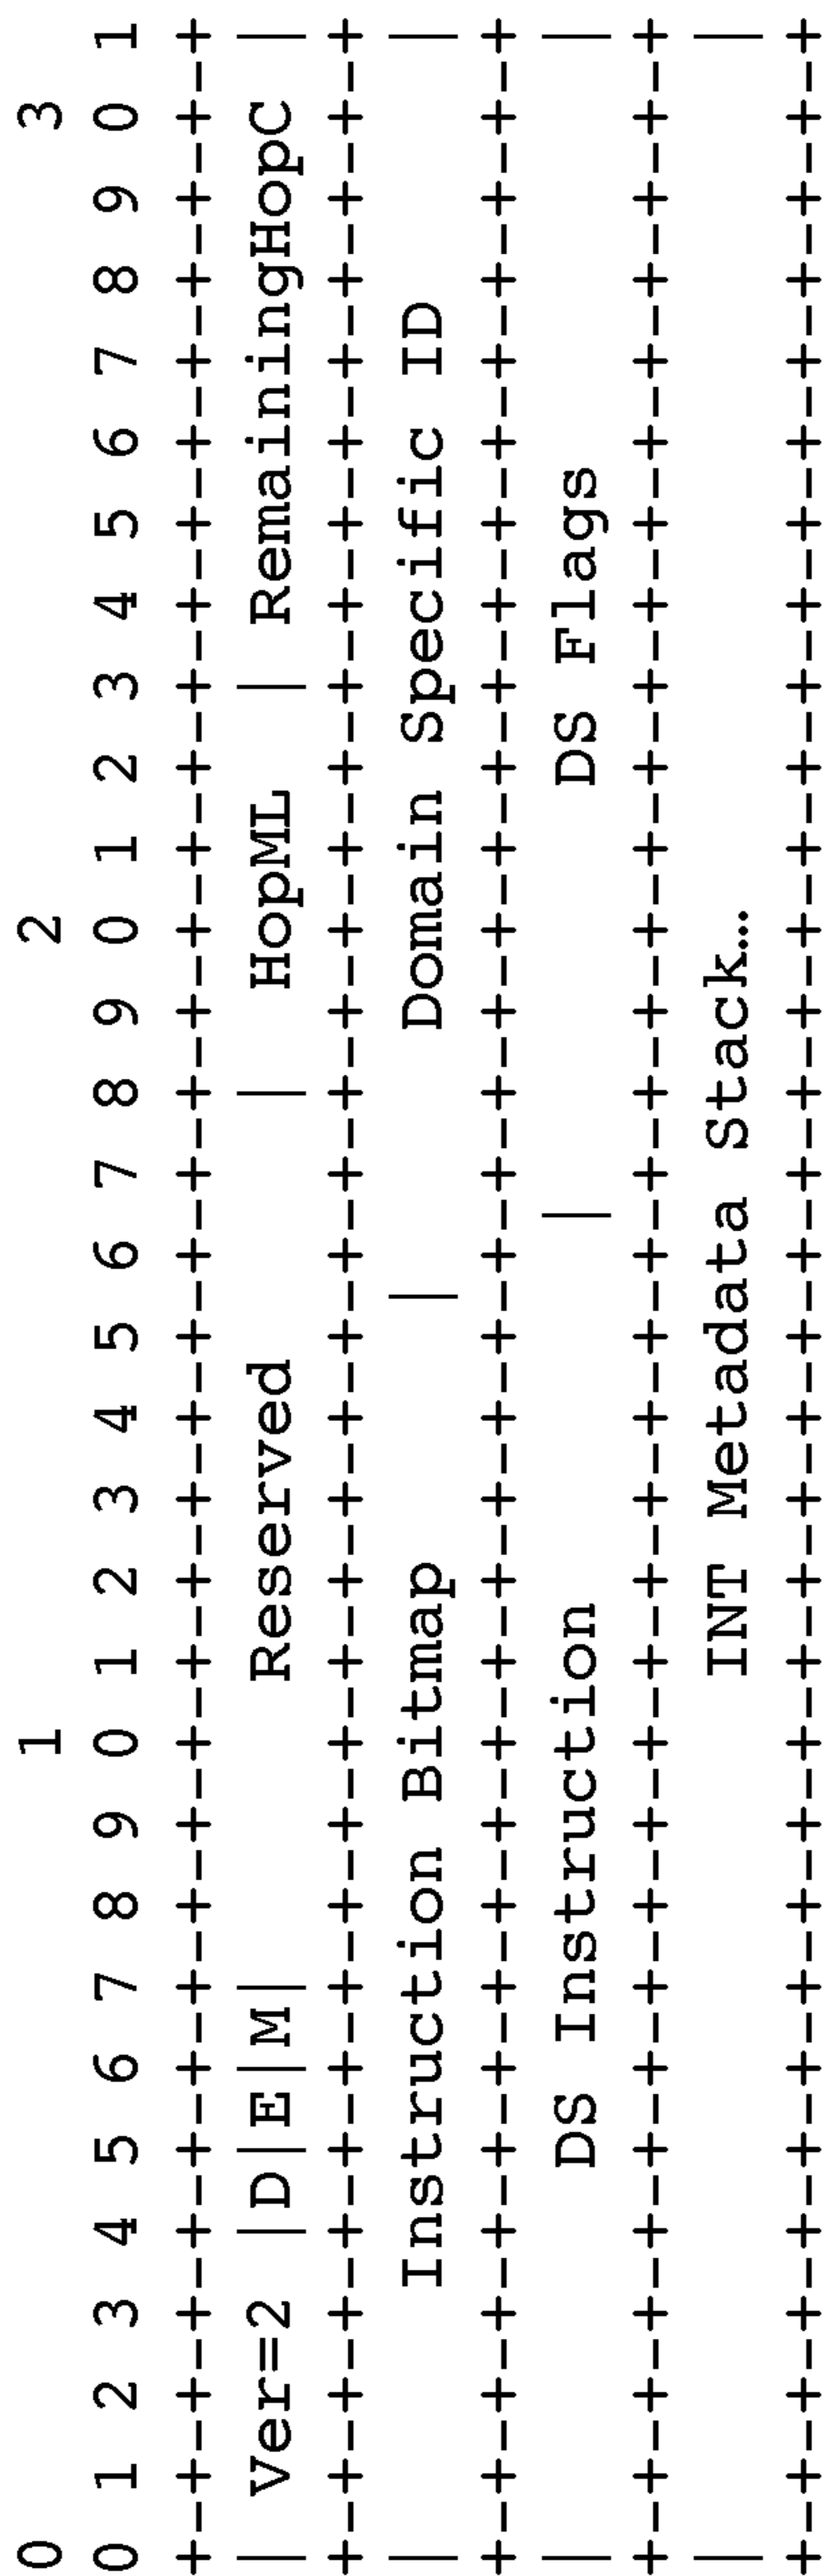 0                   1                   2                   3
0 1 2 3 4 5 6 7 8 9 0 1 2 3 4 5 6 7 8 9 0 1 2 3 4 5 6 7 8 9 0 1
+-+-+-+-+-+-+-+-+-+-+-+-+-+-+-+-+-+-+-+-+-+-+-+-+-+-+-+-+-+-+-+
| Ver=2 |D|E|M|       Reserved      |  HopML  | RemainingHopC |
+-+-+-+-+-+-+-+-+-+-+-+-+-+-+-+-+-+-+-+-+-+-+-+-+-+-+-+-+-+-+-+
|      Instruction Bitmap      |      Domain Specific ID      |
+-+-+-+-+-+-+-+-+-+-+-+-+-+-+-+-+-+-+-+-+-+-+-+-+-+-+-+-+-+-+-+
|         DS Instruction         |          DS Flags          |
+-+-+-+-+-+-+-+-+-+-+-+-+-+-+-+-+-+-+-+-+-+-+-+-+-+-+-+-+-+-+-+
|                     INT Metadata Stack…                     |
+-+-+-+-+-+-+-+-+-+-+-+-+-+-+-+-+-+-+-+-+-+-+-+-+-+-+-+-+-+-+-+